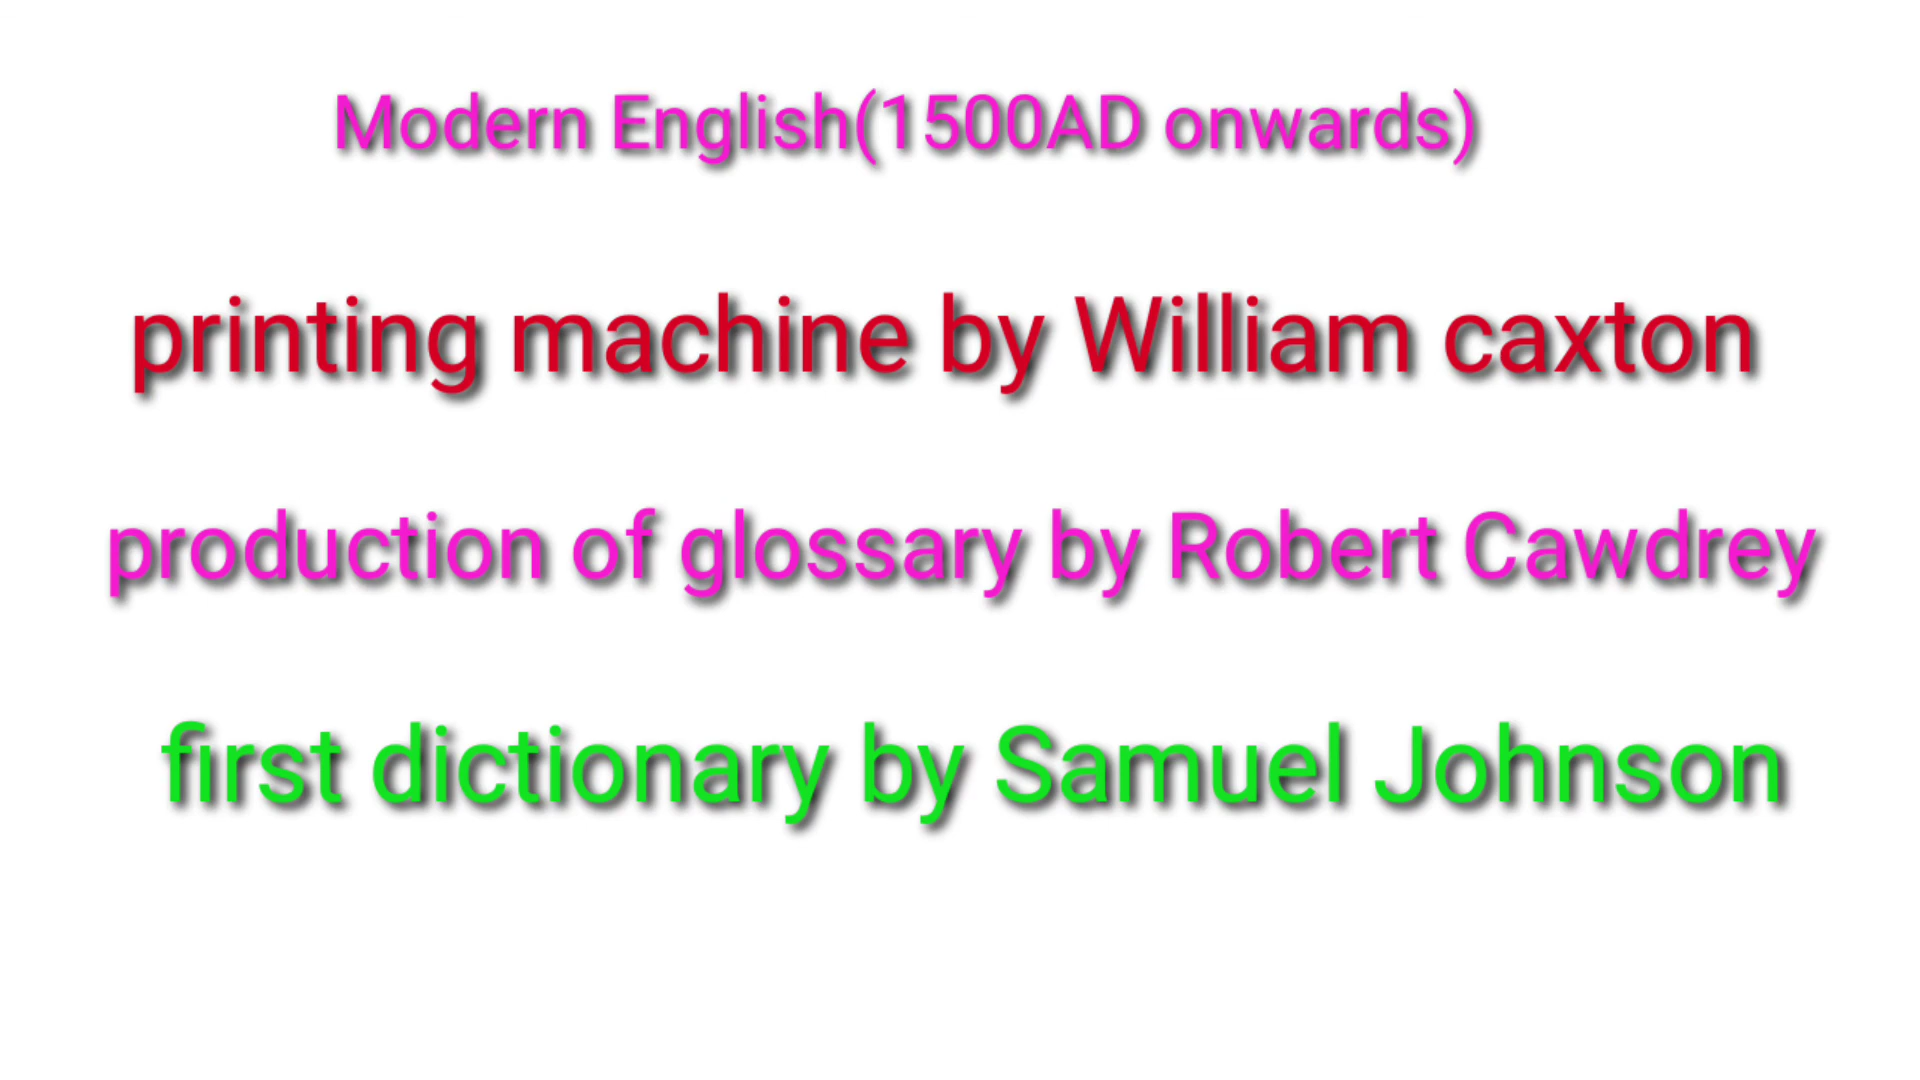 Modern English(1500AD onwards)
printing machine by William caxton
production of glossary by Robert Cawdrey
first dictionary by Samuel Johnson